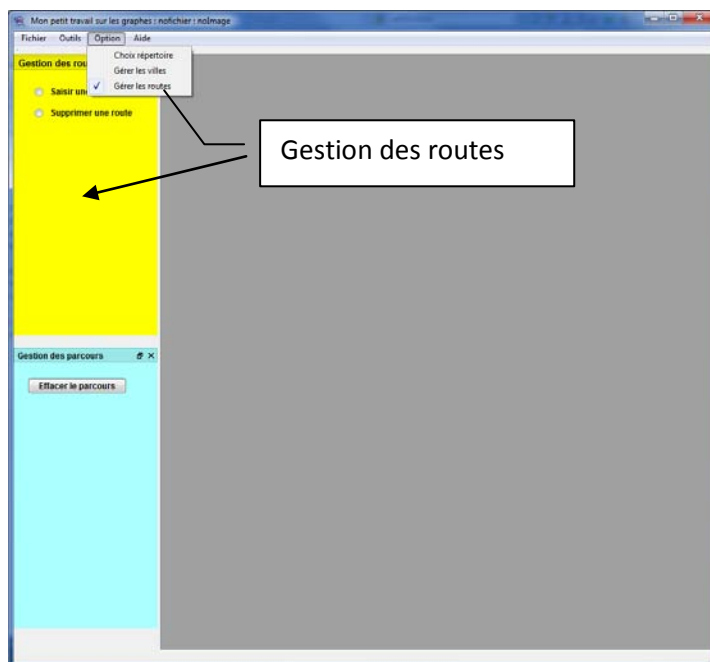 Mon petit travail sur les graphes : nofichier : noImage
Fichier Outils Option Aide
Choix répertoire
Gérer les villes
✓ Gérer les routes
Gestion des rou
Saisir un
Supprimer une route
Gestion des routes
Gestion des parcours
Effacer le parcours